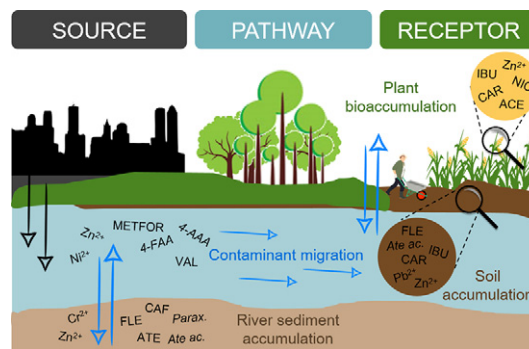 SOURCE
PATHWAY
RECEPTOR
Plant
bioaccumulation
IBU
Zn²⁺
NIC
CAR
ACE
Zn²⁺
METFOR
4-AAA
4-FAA
Ni²⁺
VAL
Contaminant migration
FLE
Ate ac.
IBU
CAR
Pb²⁺
Zn²⁺
Soil
accumulation
Cr²⁺
CAF
FLE
Parax.
Zn²⁺
ATE
Ate ac.
River sediment
accumulation